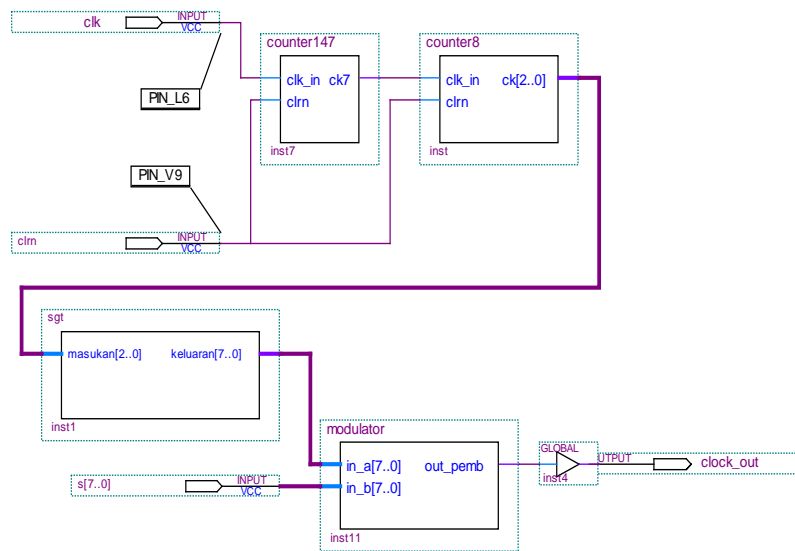 clk
INPUT
VCC
PIN_L6
counter147
clk_in ck7
clrn
inst7
counter8
clk_in ck[2..0]
clrn
inst
PIN_V9
clrn
INPUT
VCC
sgt
masukan[2..0] keluaran[7..0]
inst1
modulator
in_a[7..0] out_pemb
in_b[7..0]
inst11
s[7..0]
INPUT
VCC
GLOBAL
inst4
UTPUT
clock_out